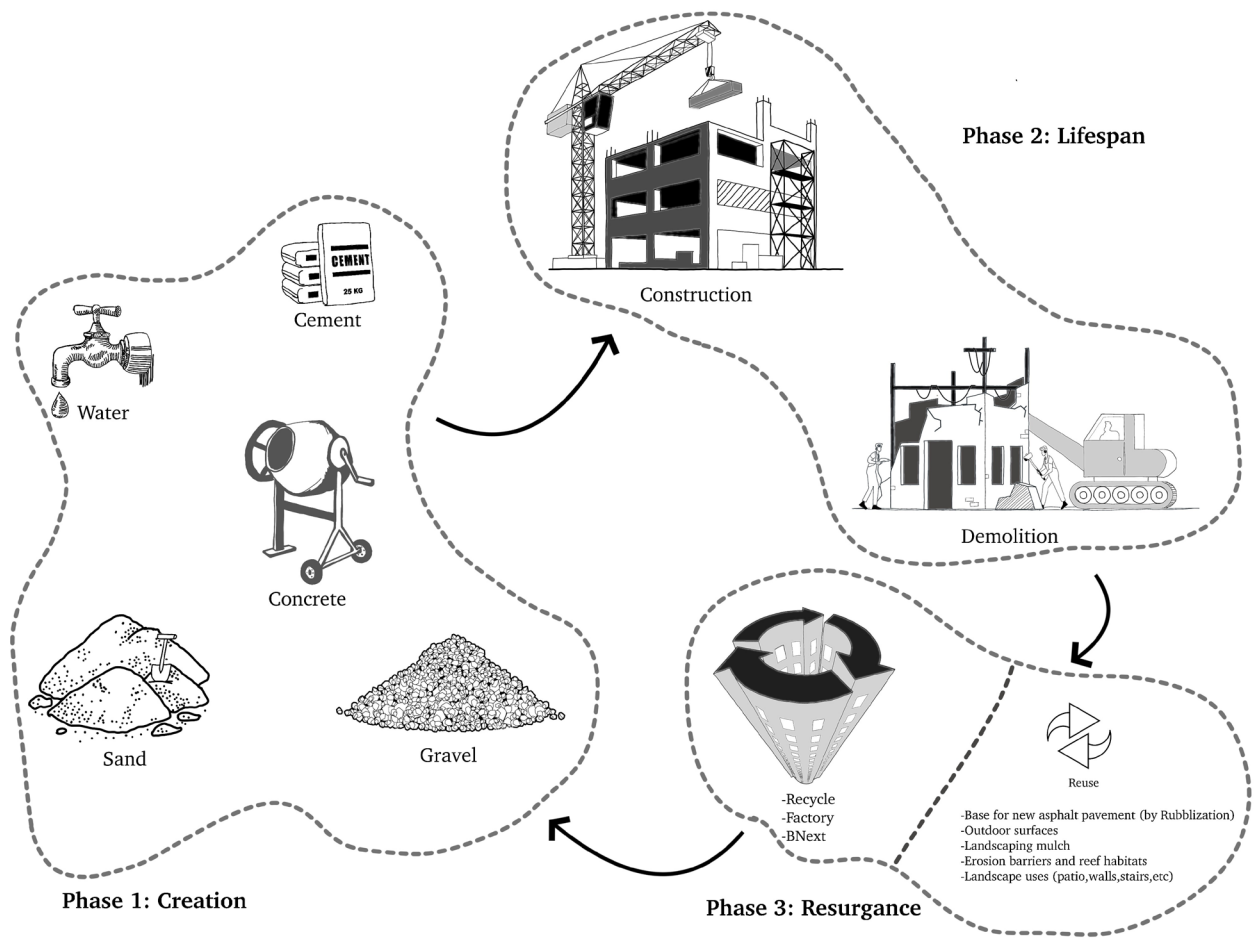 Phase 2: Lifespan
CEMENT
25 KG
Construction
Cement
Water
Demolition
Concrete
Sand
Gravel
Reuse
-Recycle
-Factory
-BNext
-Base for new asphalt pavement (by Rubblization)
-Outdoor surfaces
-Landscaping mulch
-Erosion barriers and reef habitats
-Landscape uses (patio,walls,stairs,etc)
Phase 1: Creation
Phase 3: Resurgance